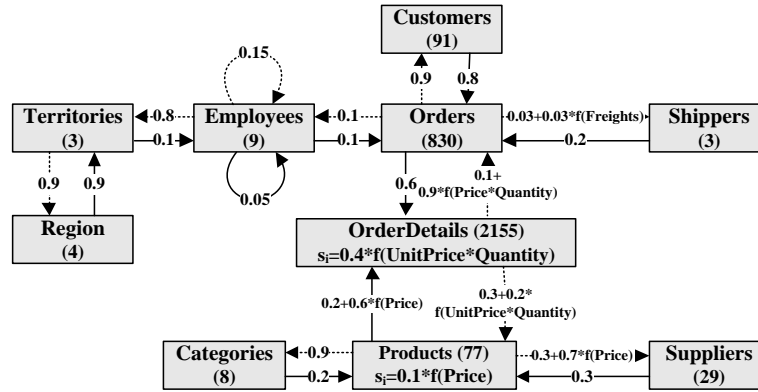 Customers
(91)
0.15
0.9
0.8
Territories
(3)
0.8
0.1
Employees
(9)
0.1
0.1
Orders
(830)
0.03+0.03*f(Freights)
0.2
Shippers
(3)
0.9
0.9
0.05
0.6
0.1+
0.9*f(Price*Quantity)
Region
(4)
OrderDetails (2155)
si=0.4*f(UnitPrice*Quantity)
0.2+0.6*f(Price)
0.3+0.2*
f(UnitPrice*Quantity)
Categories
(8)
0.9
0.2
Products (77)
si=0.1*f(Price)
0.3+0.7*f(Price)
0.3
Suppliers
(29)